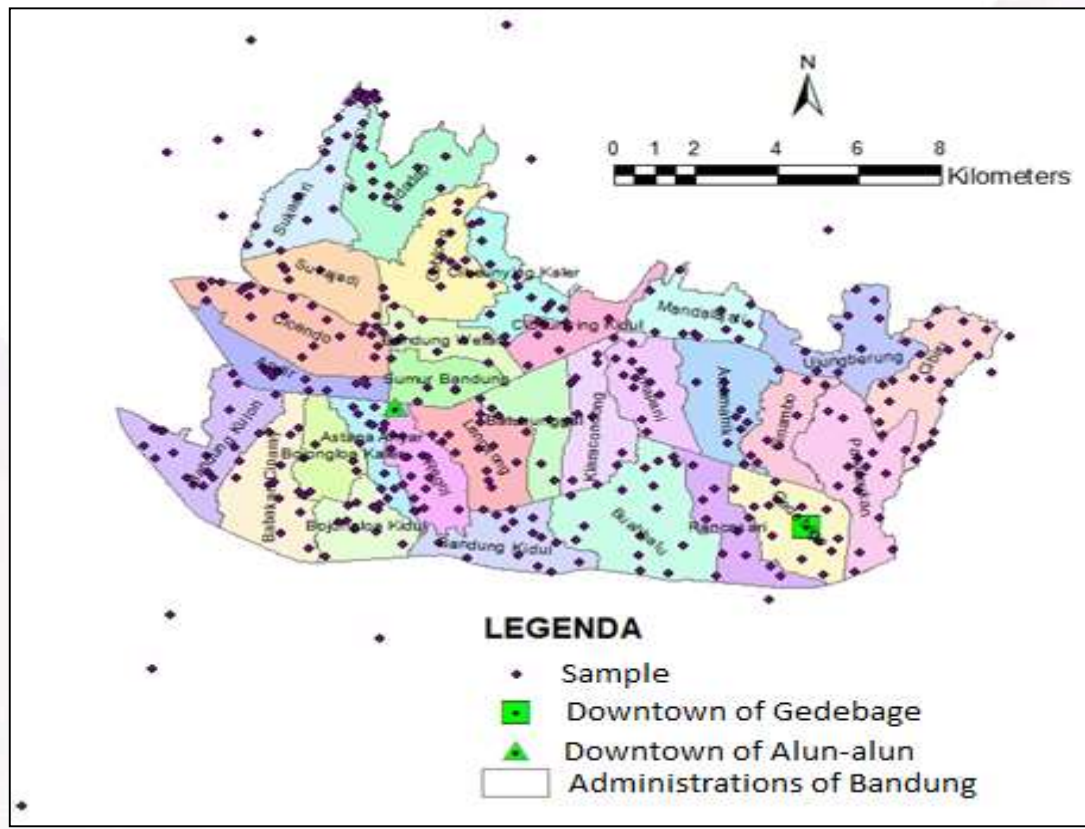 N
0 1 2 4 6 8
Kilometers
Sukasari
Cidadap
Sukajadi
Cibeunying Kaler
Cicendo
Cibeunying Kidul
Mandalajati
Bandung Wetan
Ujungberung
Cibiru
Andir
Sumur Bandung
Antapani
Arcamanik
Bandung Kulon
Astana Anyar
Lengkong
Batununggal
Kiaracondong
Cinambo
Panyileukan
Bojongloa Kaler
Babakan Ciparay
Regol
Bojongloa Kidul
Bandung Kidul
Buahbatu
Rancasari
LEGENDA
Sample
Downtown of Gedebage
Downtown of Alun-alun
Administrations of Bandung